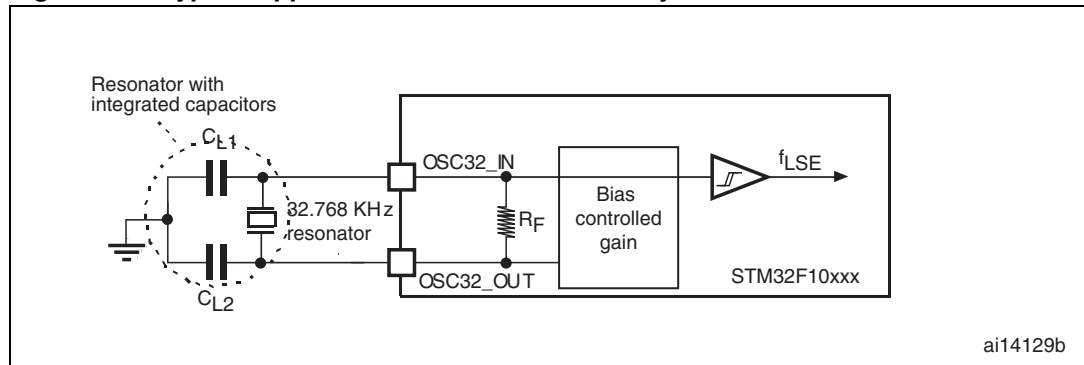 Resonator with
integrated capacitors
CL1
OSC32_IN
fLSE
Bias
controlled
gain
RF
32.768 KHz
resonator
OSC32_OUT
STM32F10xxx
CL2
ai14129b